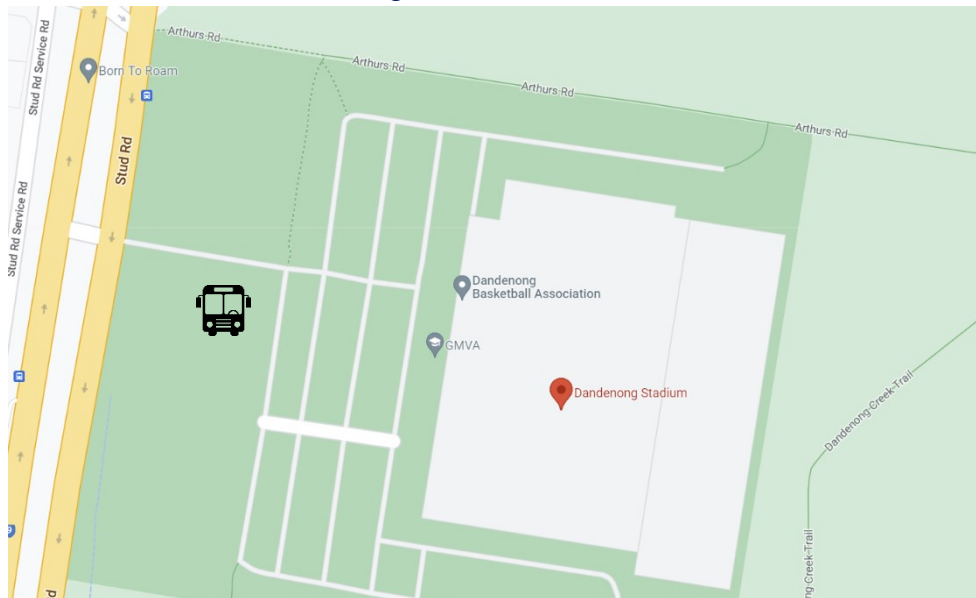 Stud Rd Service Rd
Arthurs Rd
Born To Roam
Arthurs Rd
Arthurs Rd
Arthurs Rd
Stud Rd
Stud Rd Service Rd
Dandenong
Basketball Association
GMVA
Dandenong Stadium
Dandenong Creek Trail
ng Creek Trail
d